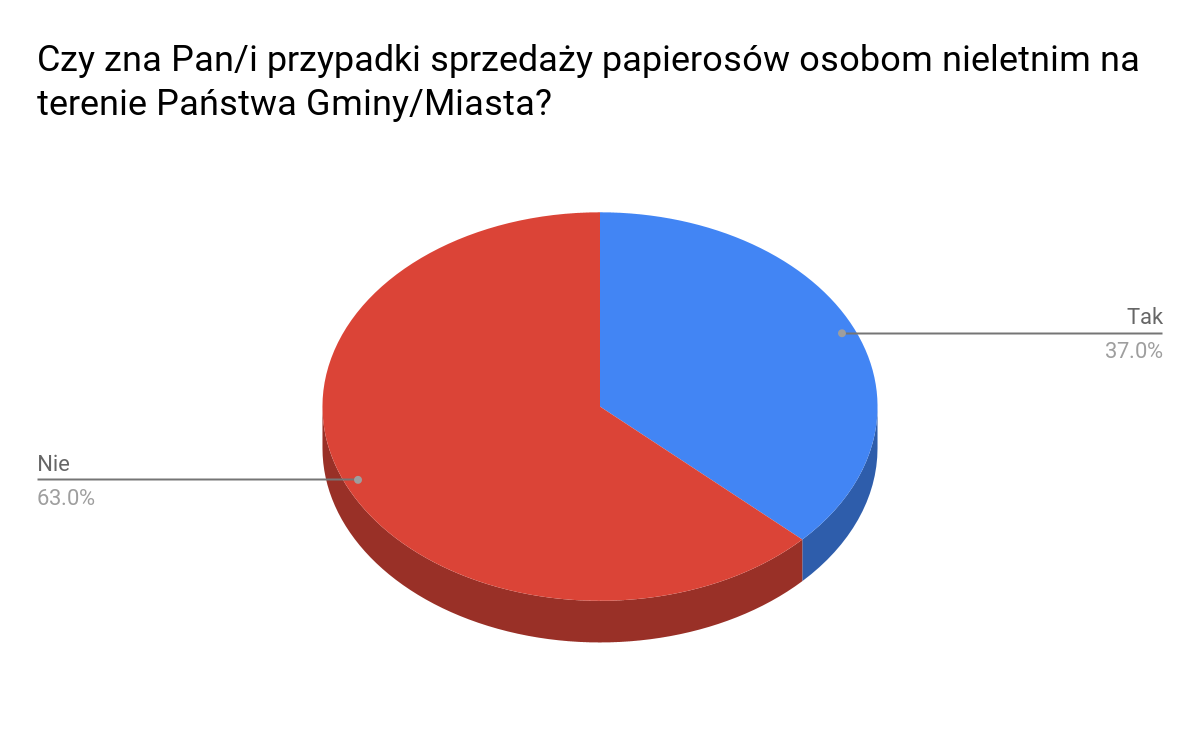 Czy zna Pan/i przypadki sprzedaży papierosów osobom nieletnim na
terenie Państwa Gminy/Miasta?
Tak
37.0%
Nie
63.0%